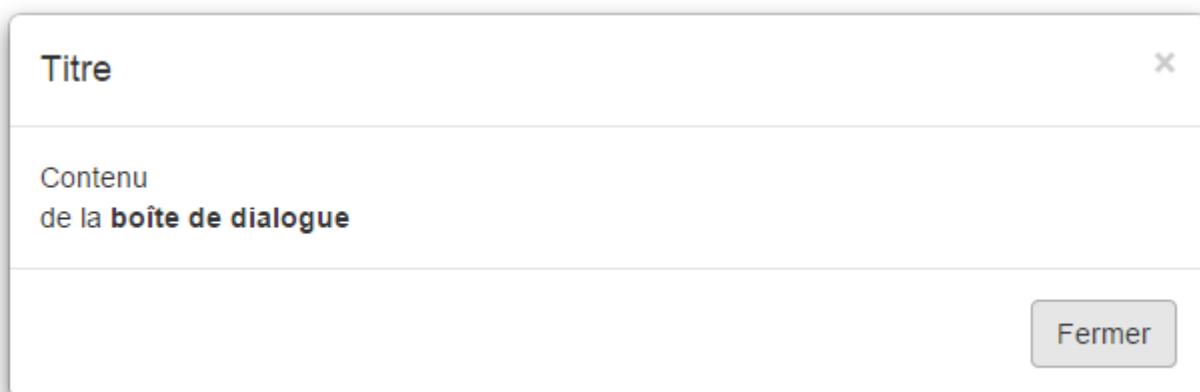 Titre
×
Contenu
de la boîte de dialogue
Fermer